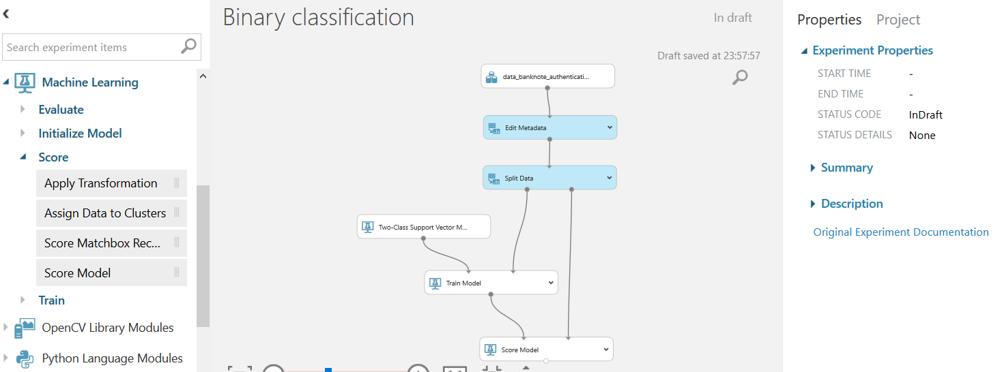 Binary classification
In draft
Draft saved at 23:57:57
Search experiment items
Machine Learning
Evaluate
Initialize Model
Score
Apply Transformation
Assign Data to Clusters
Score Matchbox Rec...
Score Model
Train
OpenCV Library Modules
Python Language Modules
data_banknote_authenticati...
Edit Metadata
Split Data
Two-Class Support Vector M...
Train Model
Score Model
Properties Project
Experiment Properties
START TIME -
END TIME -
STATUS CODE InDraft
STATUS DETAILS None
Summary
Description
Original Experiment Documentation